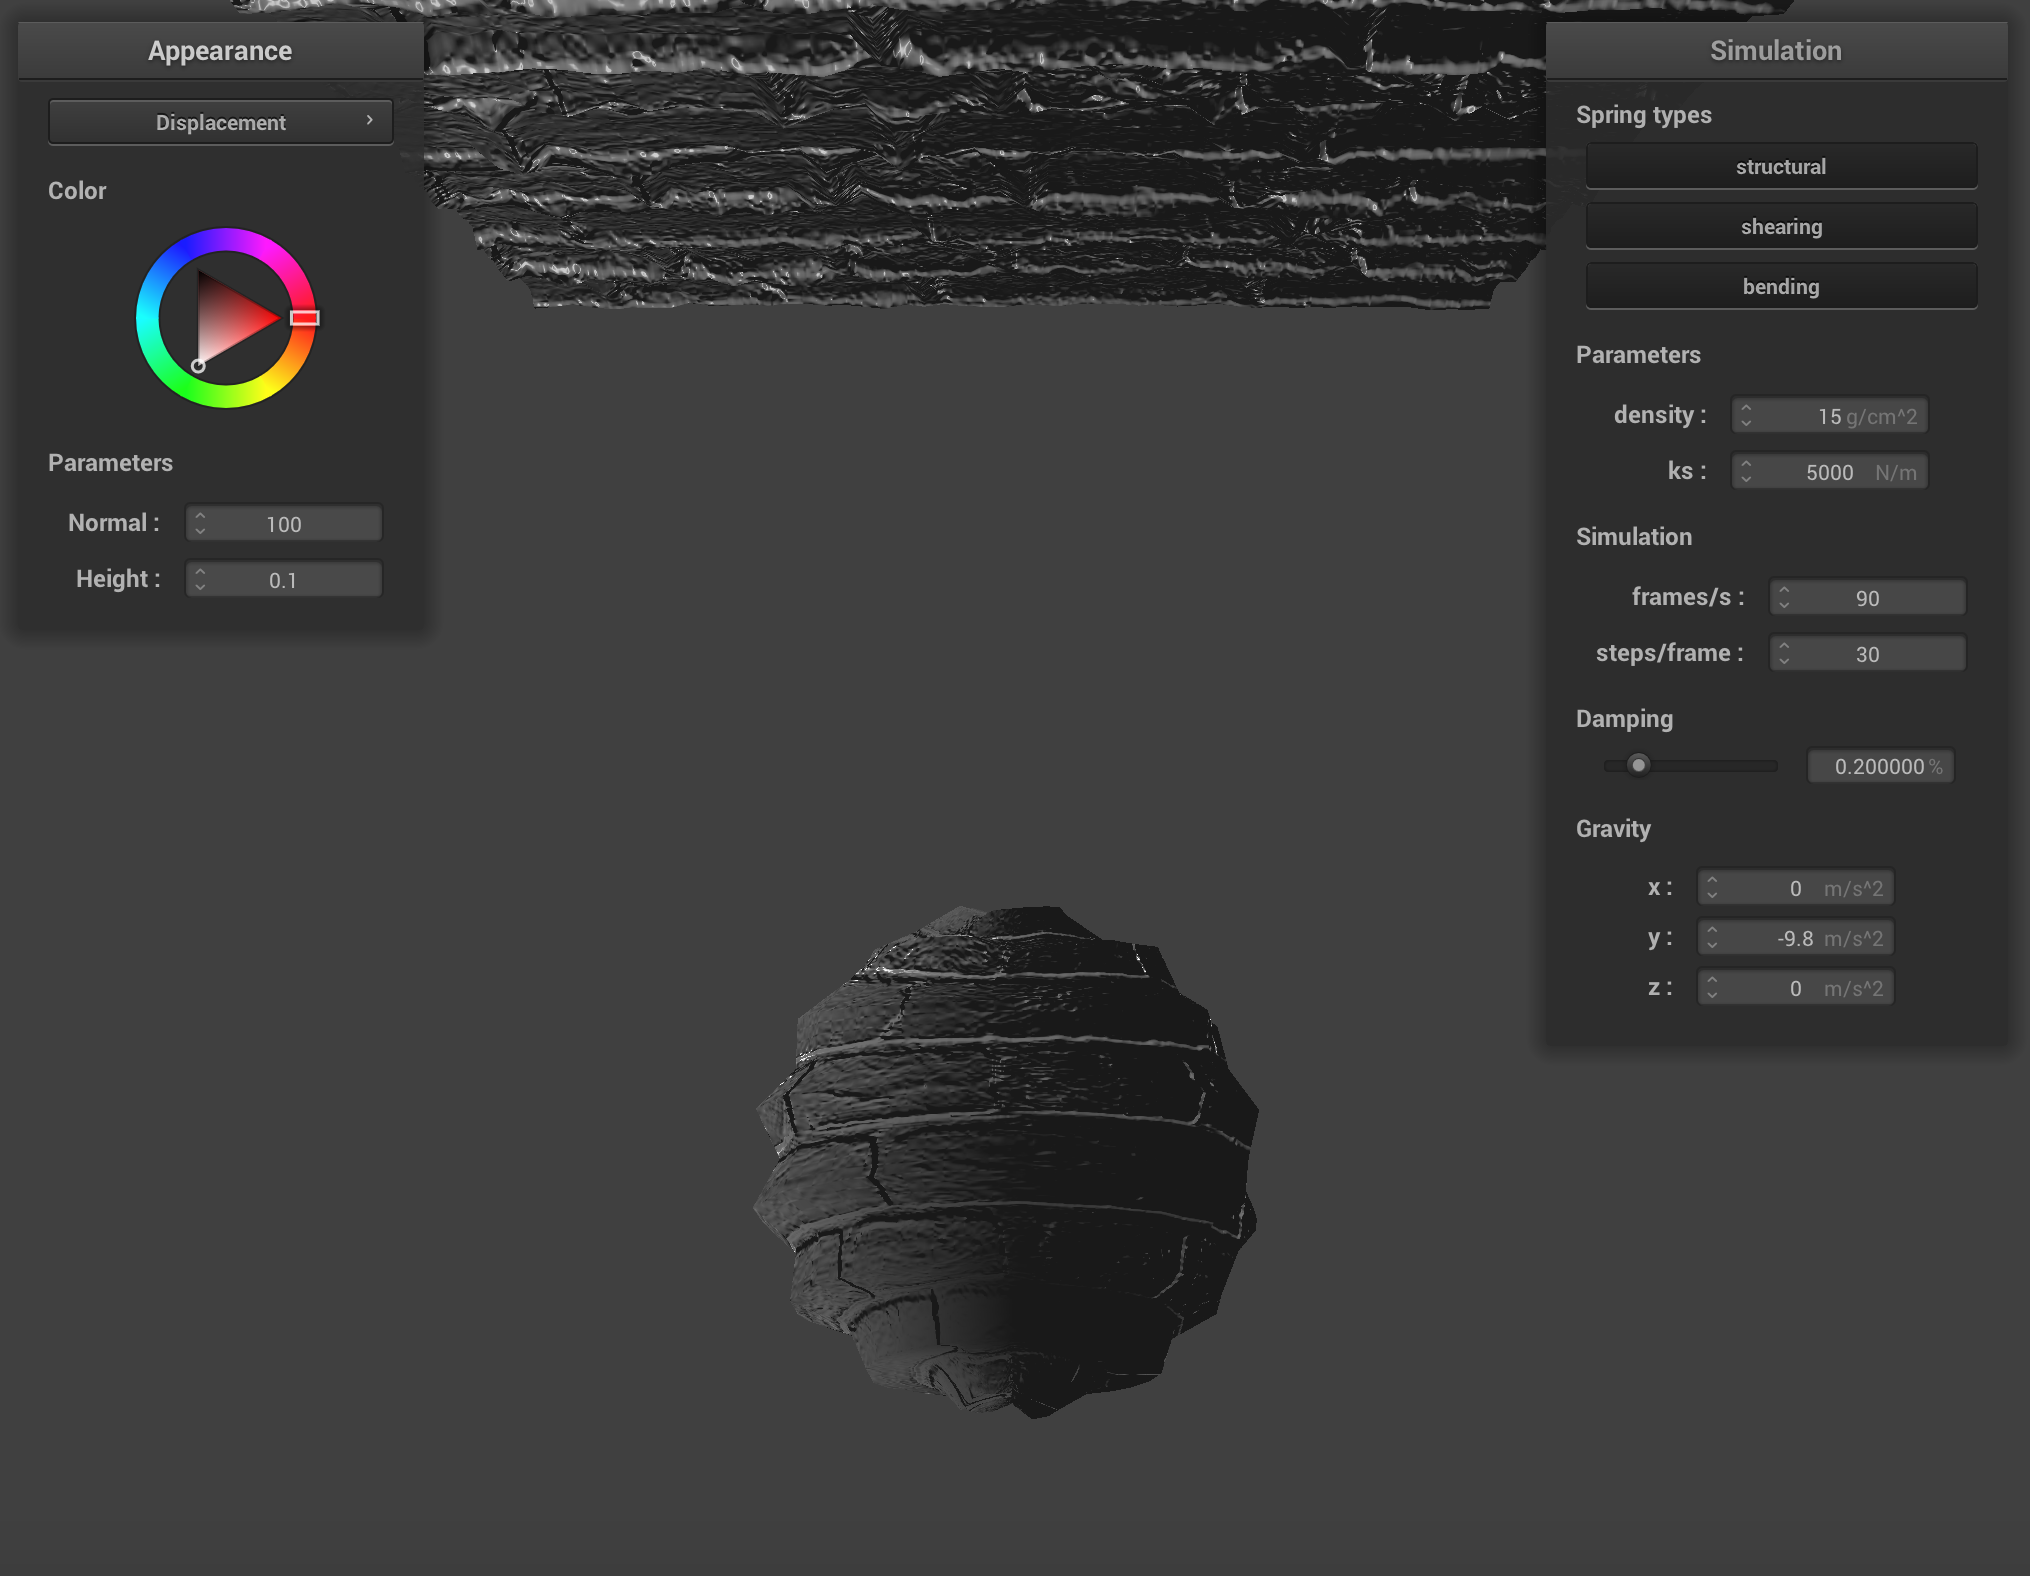 Appearance
Displacement
Color
Parameters
Normal : 100
Height : 0.1
Simulation
Spring types
structural
shearing
bending
Parameters
density : 15 g/cm^2
ks : 5000 N/m
Simulation
frames/s : 90
steps/frame : 30
Damping
0.200000 %
Gravity
x : 0 m/s^2
y : -9.8 m/s^2
z : 0 m/s^2